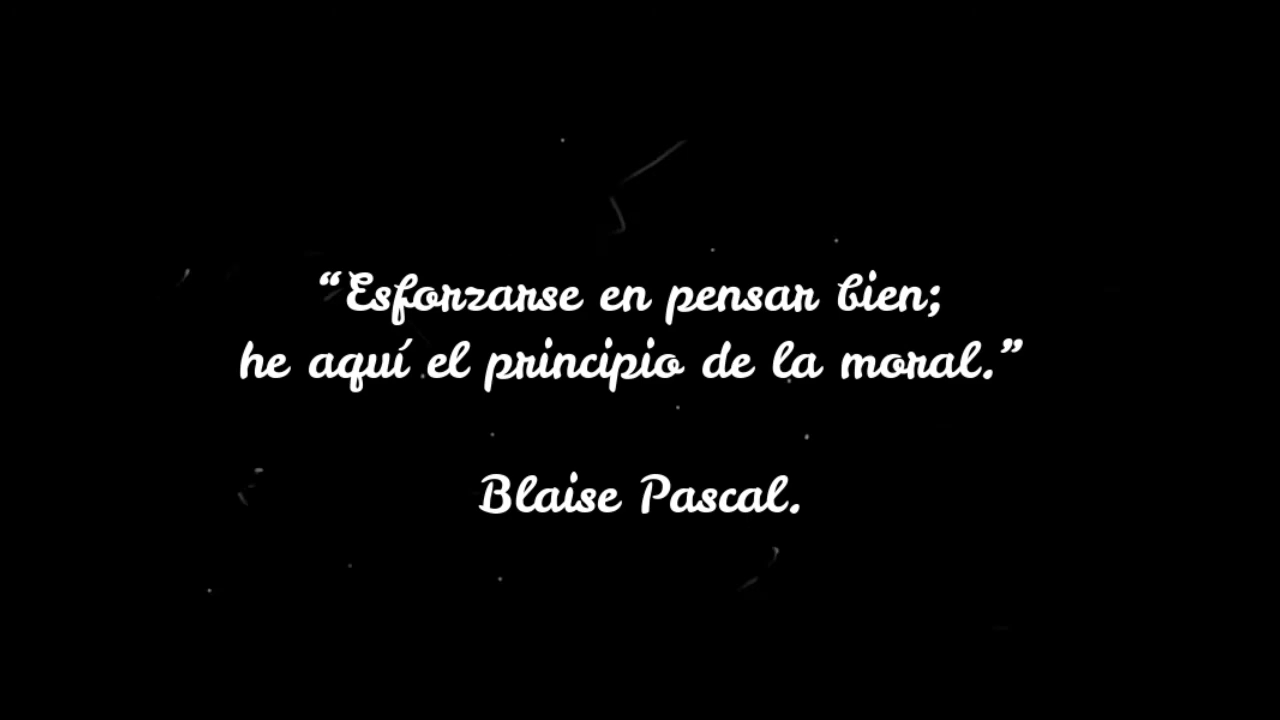 “Esforzarse en pensar bien;
he aquí el principio de la moral.”
Blaise Pascal.